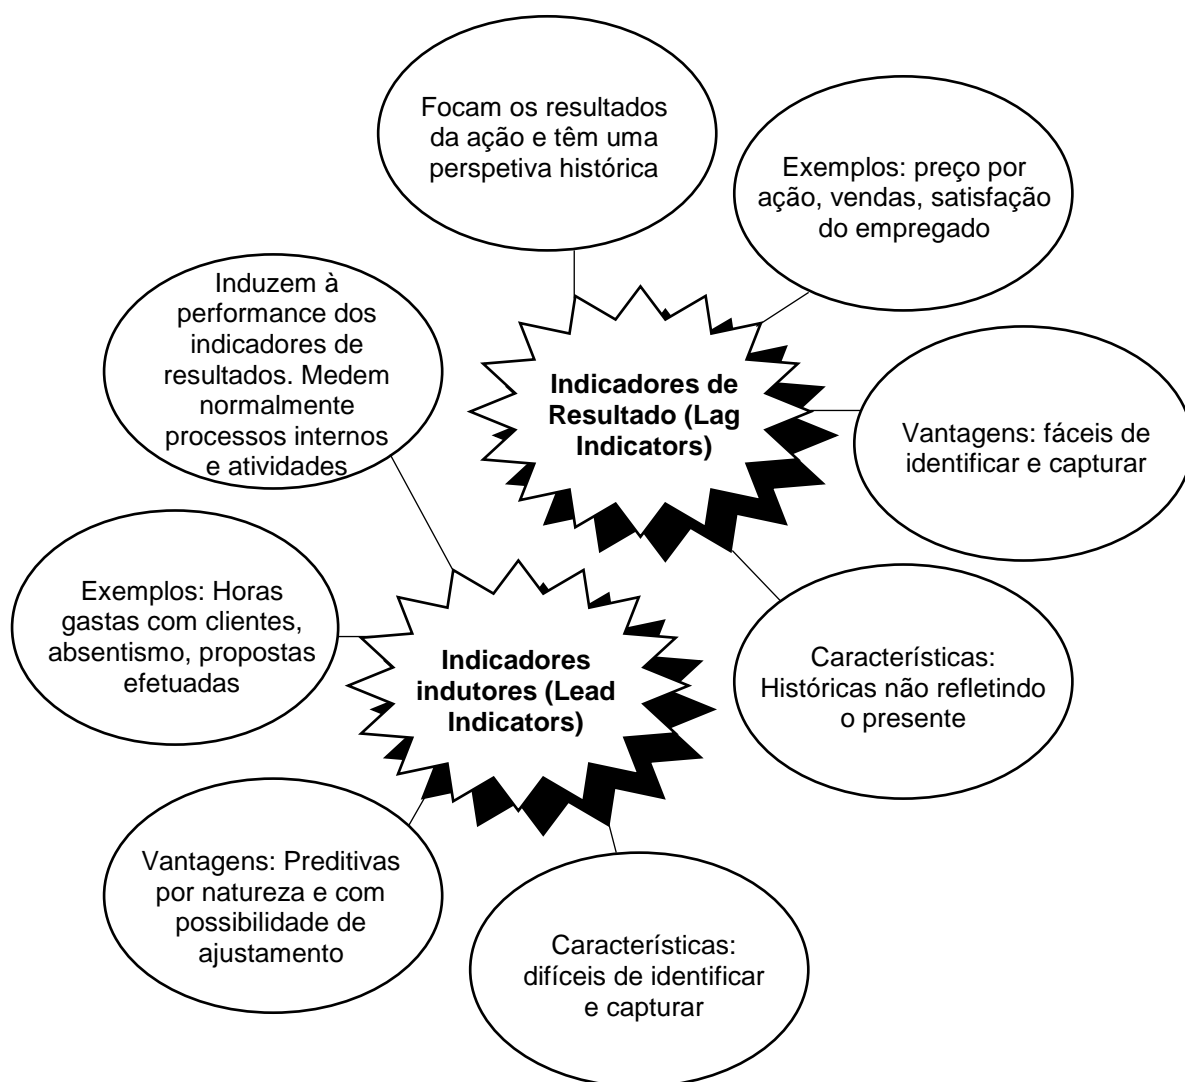 Focam os resultados
da ação e têm uma
perspetiva histórica
Exemplos: preço por
ação, vendas, satisfação
do empregado
Induzem à
performance dos
indicadores de
resultados. Medem
normalmente
processos internos
e atividades
Indicadores de
Resultado (Lag
Indicators)
Vantagens: fáceis de
identificar e capturar
Exemplos: Horas
gastas com clientes,
absentismo, propostas
efetuadas
Indicadores
indutores (Lead
Indicators)
Características:
Históricas não refletindo
o presente
Vantagens: Preditivas
por natureza e com
possibilidade de
ajustamento
Características:
difíceis de identificar
e capturar